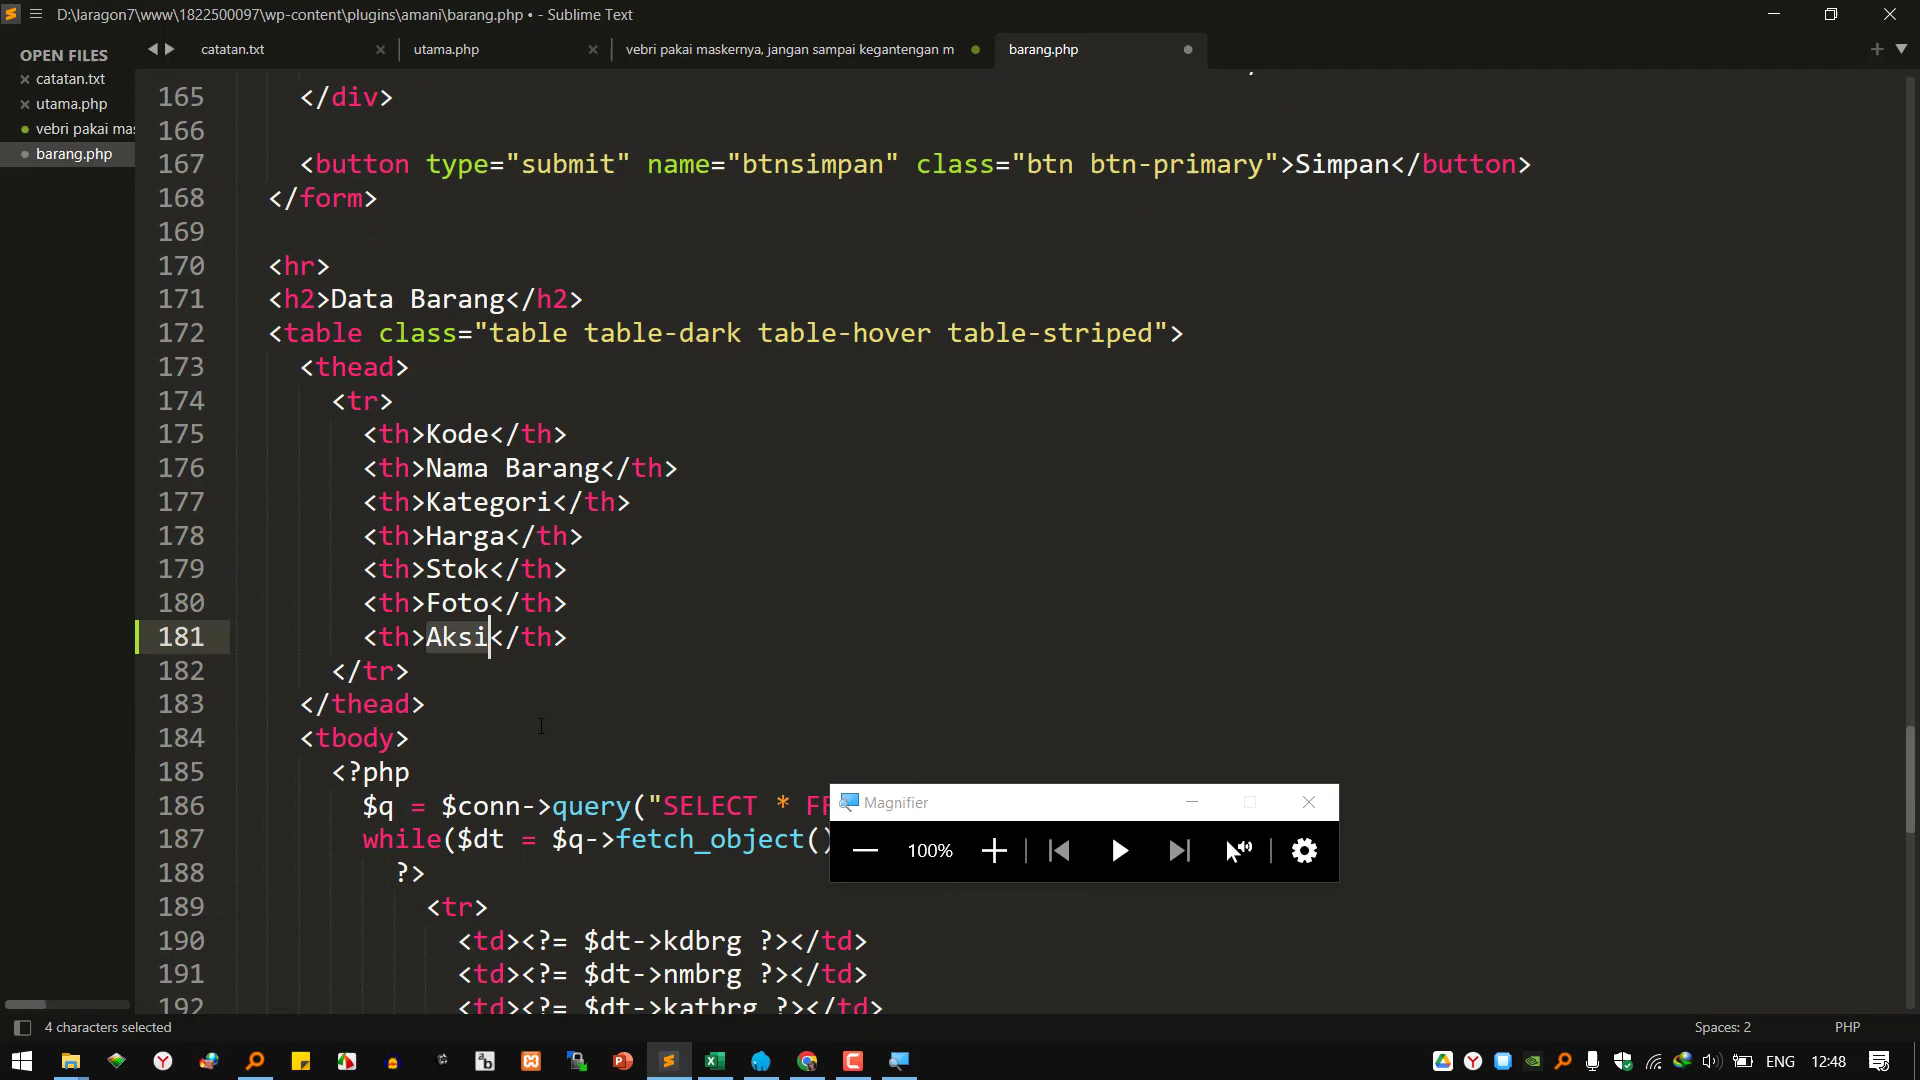 D:\laragon7\www\1822500097\wp-content\plugins\amani\barang.php • - Sublime Text
OPEN FILES
catatan.txt
utama.php
vebri pakai mas
barang.php
catatan.txt
utama.php
vebri pakai maskernya, jangan sampai kegantengan m
barang.php
165 </div>
166
167 <button type="submit" name="btnsimpan" class="btn btn-primary">Simpan</button>
168 </form>
169
170 <hr>
171 <h2>Data Barang</h2>
172 <table class="table table-dark table-hover table-striped">
173 <thead>
174 <tr>
175 <th>Kode</th>
176 <th>Nama Barang</th>
177 <th>Kategori</th>
178 <th>Harga</th>
179 <th>Stok</th>
180 <th>Foto</th>
181 <th>Aksi</th>
182 </tr>
183 </thead>
184 <tbody>
185 <?php
186 $q = $conn->query("SELECT *
187 while($dt = $q->fetch_object()
188 ?>
189 <tr>
190 <td><?= $dt->kdbrg ?></td>
191 <td><?= $dt->nmbrg ?></td>
192 <td><?= $dt->katbrg ?></td>
Magnifier
100%
4 characters selected
Spaces: 2
PHP
ENG
12:48